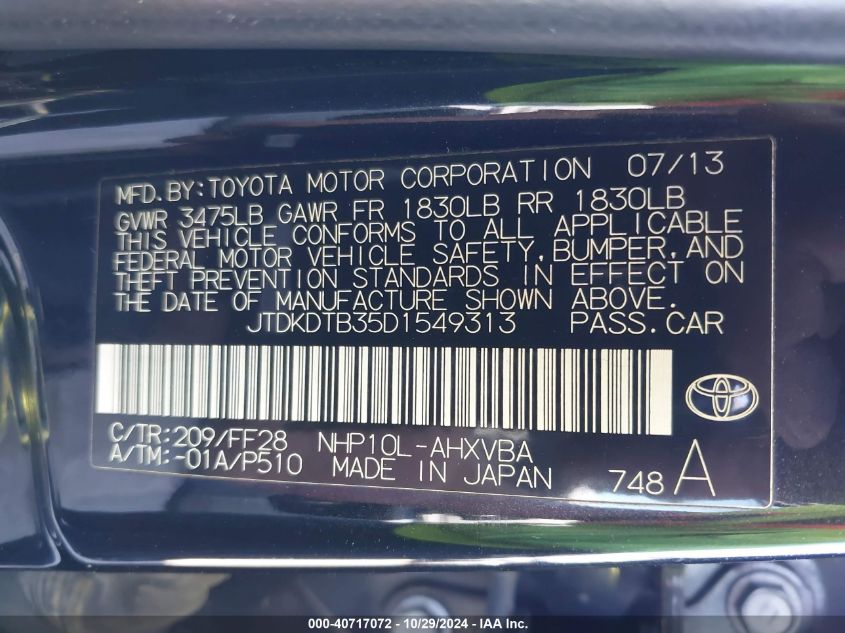 MFD. BY: TOYOTA MOTOR CORPORATION 07/13
GVWR 3475LB GAWR FR 1830LB RR 1830LB
THIS VEHICLE CONFORMS TO ALL APPLICABLE
FEDERAL MOTOR VEHICLE SAFETY, BUMPER, AND
THEFT PREVENTION STANDARDS IN EFFECT ON
THE DATE OF MANUFACTURE SHOWN ABOVE.
JTDKDTB35D1549313 PASS. CAR
C/TR: 209/FF28 NHP10L-AHXVBA
A/TM: -01A/P510 MADE IN JAPAN
748 A
000-40717072 - 10/29/2024 - IAA Inc.